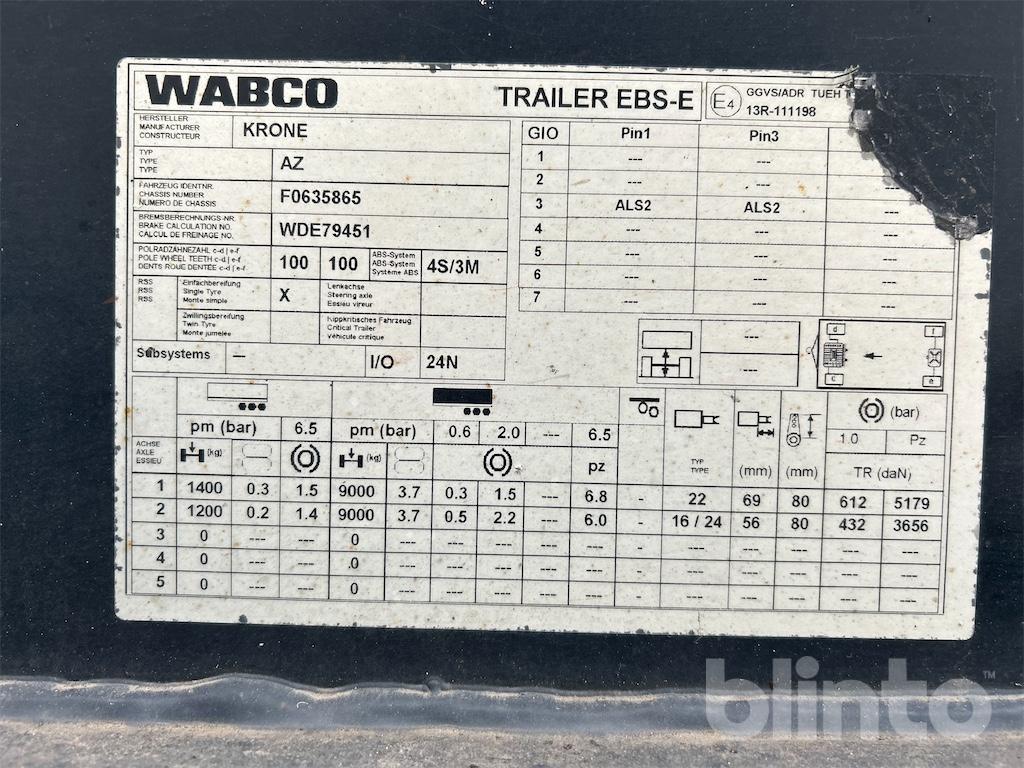 WABCO TRAILER EBS-E E4 GGVS/ADR TUEH
13R-111198
HERSTELLER
MANUFACTURER
CONSTRUCTEUR
KRONE
TYP
TYPE
TYPE
AZ
FAHRZEUG IDENTNR.
CHASSIS NUMBER
NUMERO DE CHASSIS
F0635865
BREMSBERECHNUNGS-NR.
BRAKE CALCULATION NO.
CALCUL DE FREINAGE NO.
WDE79451
POLRADZAHNEZAHL c-d | e-f
POLE WHEEL TEETH c-d | e-f
DENTS ROUE DENTÉE c-d | e-f
100 100
ABS-System
ABS-System
Systeme ABS
4S/3M
RSS
RSS
RSS
Einfachbereifung
Single Tyre
Monte simple
X
Lenkachse
Steering axle
Essieu vireur
Zwillingsbereifung
Twin Tyre
Monte jumelée
Kippkritisches Fahrzeug
Critical Trailer
Véhicule critique
Subsystems — I/O 24N
GIO Pin1 Pin3
1 --- ---
2 --- ---
3 ALS2 ALS2 ---
4 --- --- ---
5 --- --- ---
6 --- --- ---
7 --- --- ---
---
---
d f
c e
pm (bar) 6.5 pm (bar) 0.6 2.0 --- 6.5
(bar)
1.0 Pz
ACHSE
AXLE
ESSIEU
(kg) (kg) pz
TYP
TYPE
(mm) (mm) TR (daN)
1 1400 0.3 1.5 9000 3.7 0.3 1.5 --- 6.8 - 22 69 80 612 5179
2 1200 0.2 1.4 9000 3.7 0.5 2.2 --- 6.0 - 16 / 24 56 80 432 3656
3 0 --- --- 0 --- --- --- --- --- - --- --- --- --- ---
4 0 --- --- .0 --- --- --- --- --- - --- --- --- --- ---
5 0 --- --- 0 --- --- --- --- --- - --- --- --- --- ---
blinto™